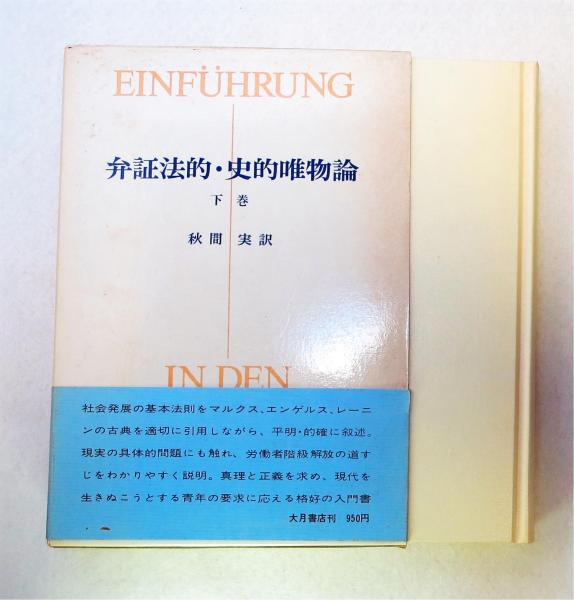 EINFÜHRUNG
弁証法的・史的唯物論
下巻
秋間 実訳
IN DEN
社会発展の基本法則をマルクス、エンゲルス、レーニ
ンの古典を適切に引用しながら、平明・的確に叙述。
現実の具体的問題にも触れ、労働者階級解放の道す
じをわかりやすく説明。真理と正義を求め、現代を
生きぬこうとする青年の要求に応える格好の入門書
大月書店刊 950円